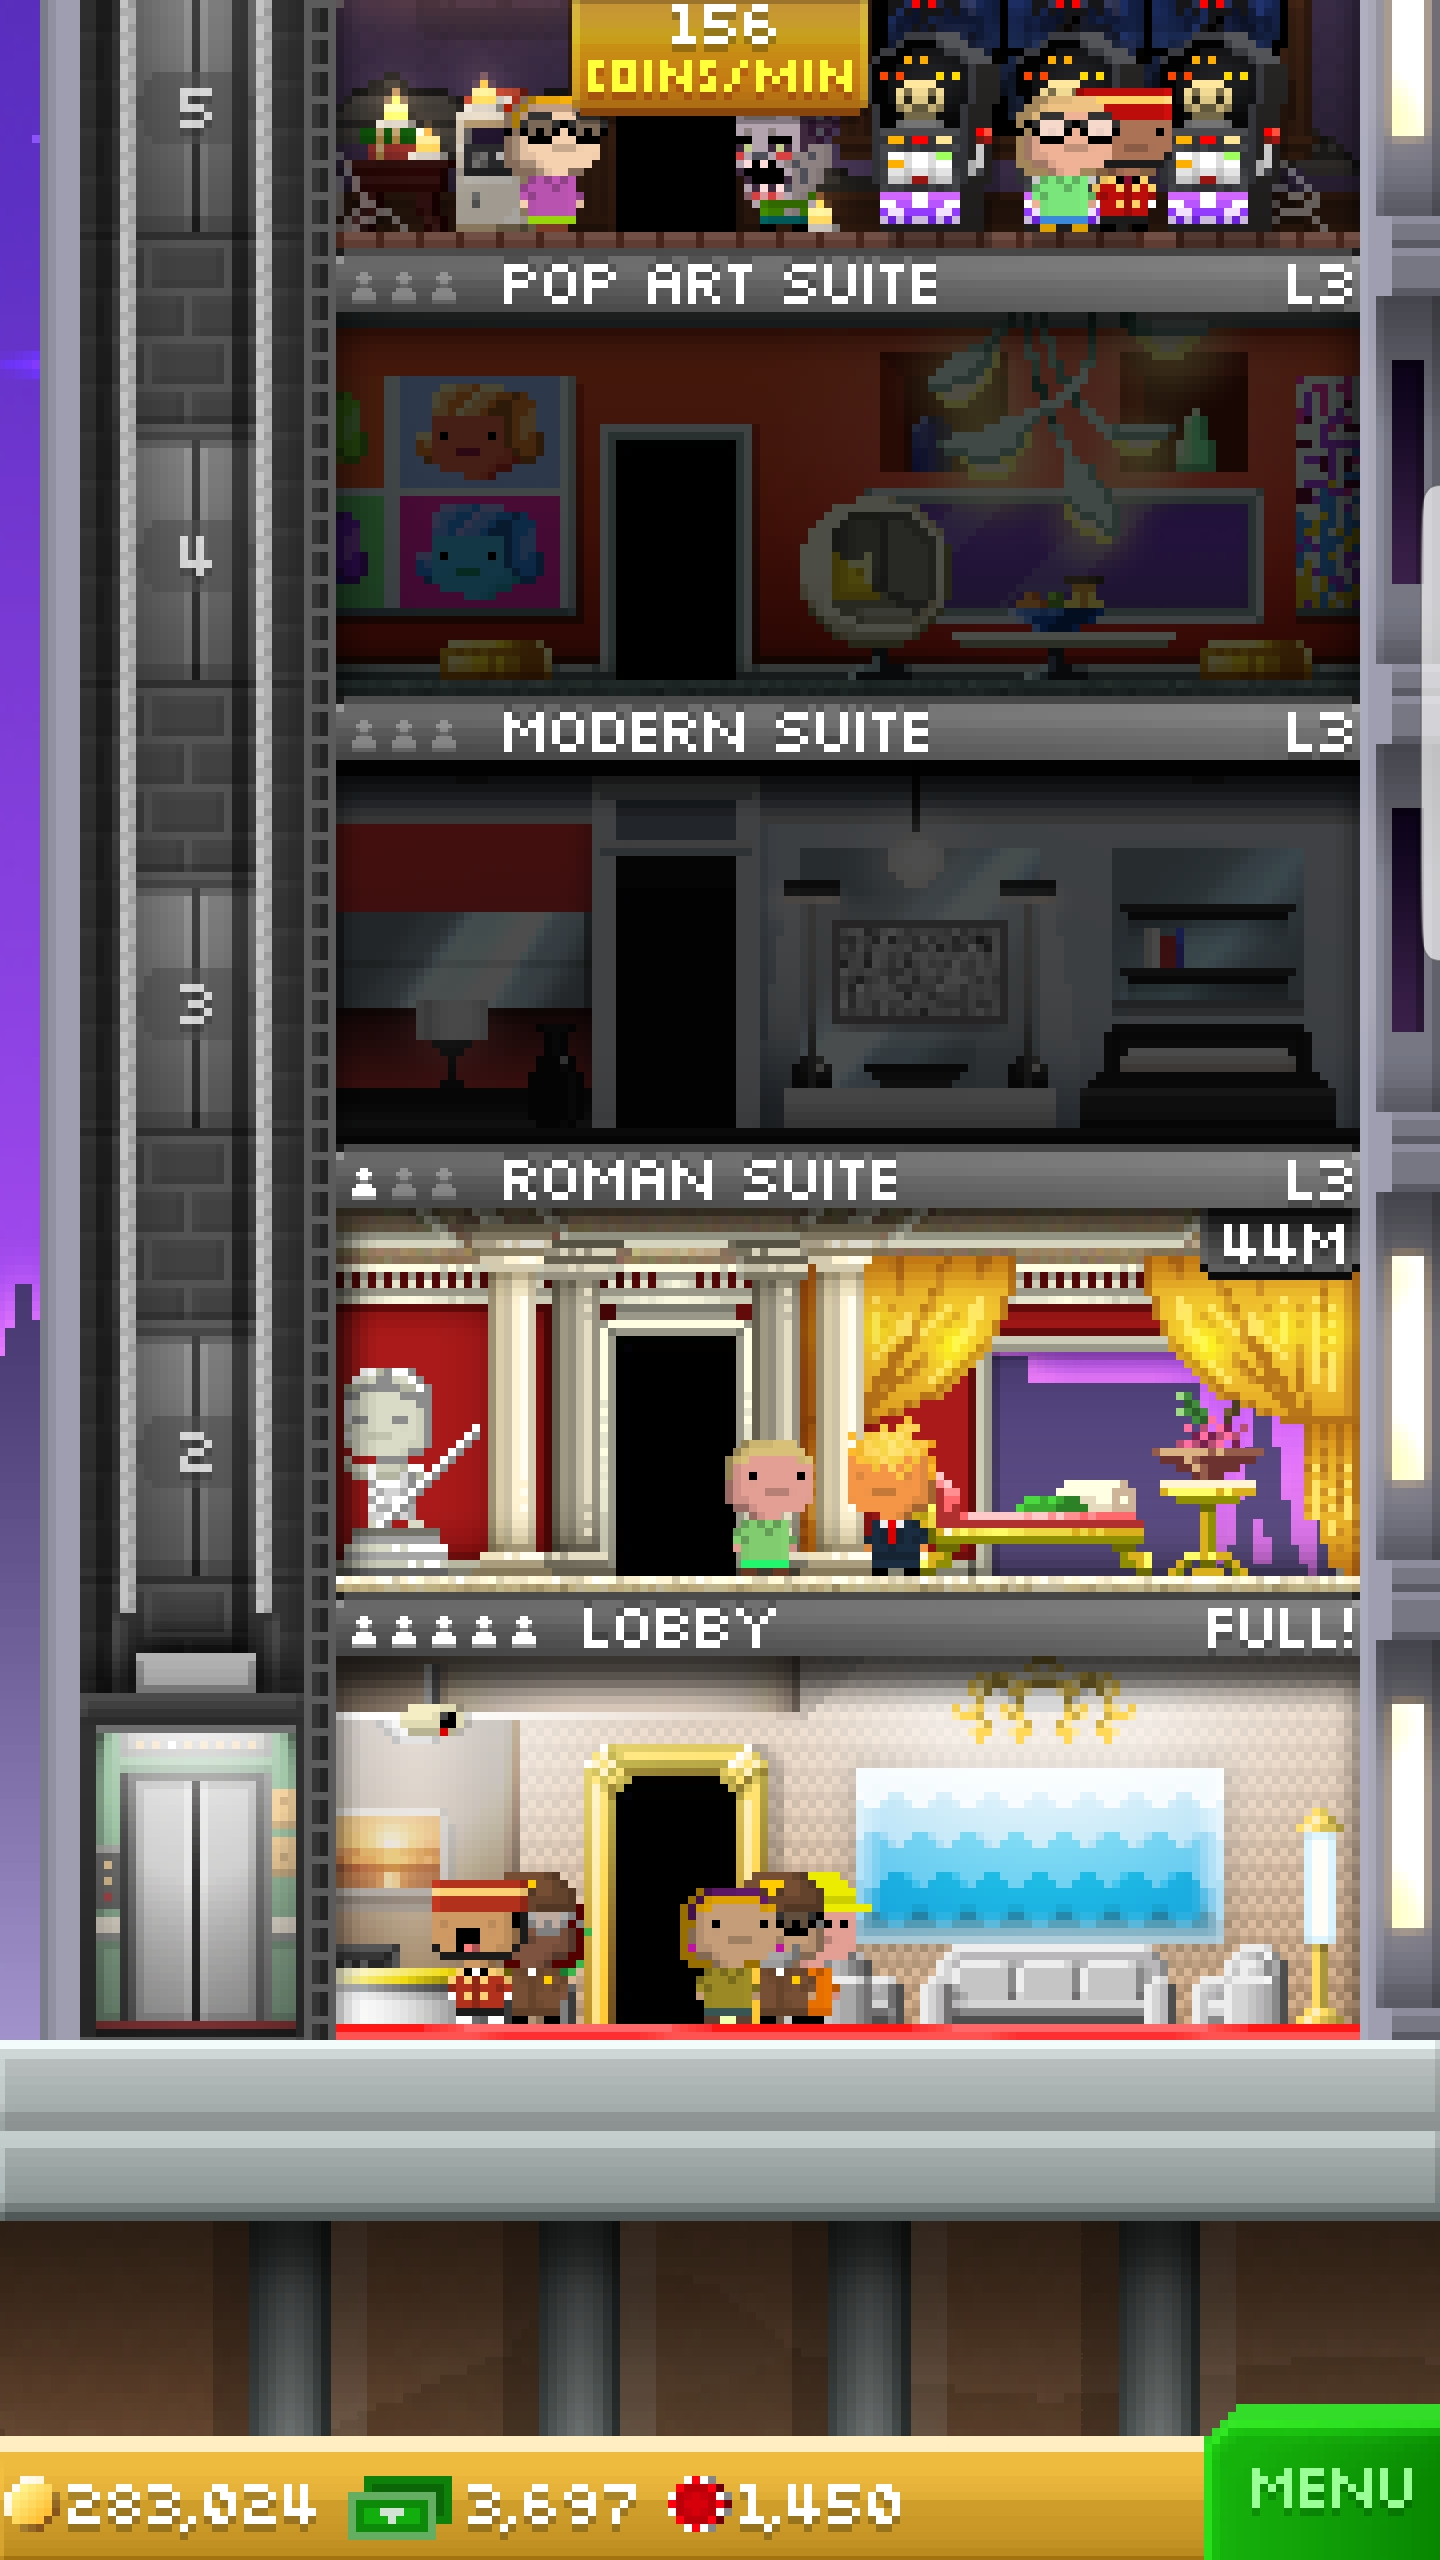 156
COINS/MIN
5
POP ART SUITE L3
4
MODERN SUITE L3
3
ROMAN SUITE L3
44M
2
LOBBY FULL!
283,024 3,697 1,450 MENU